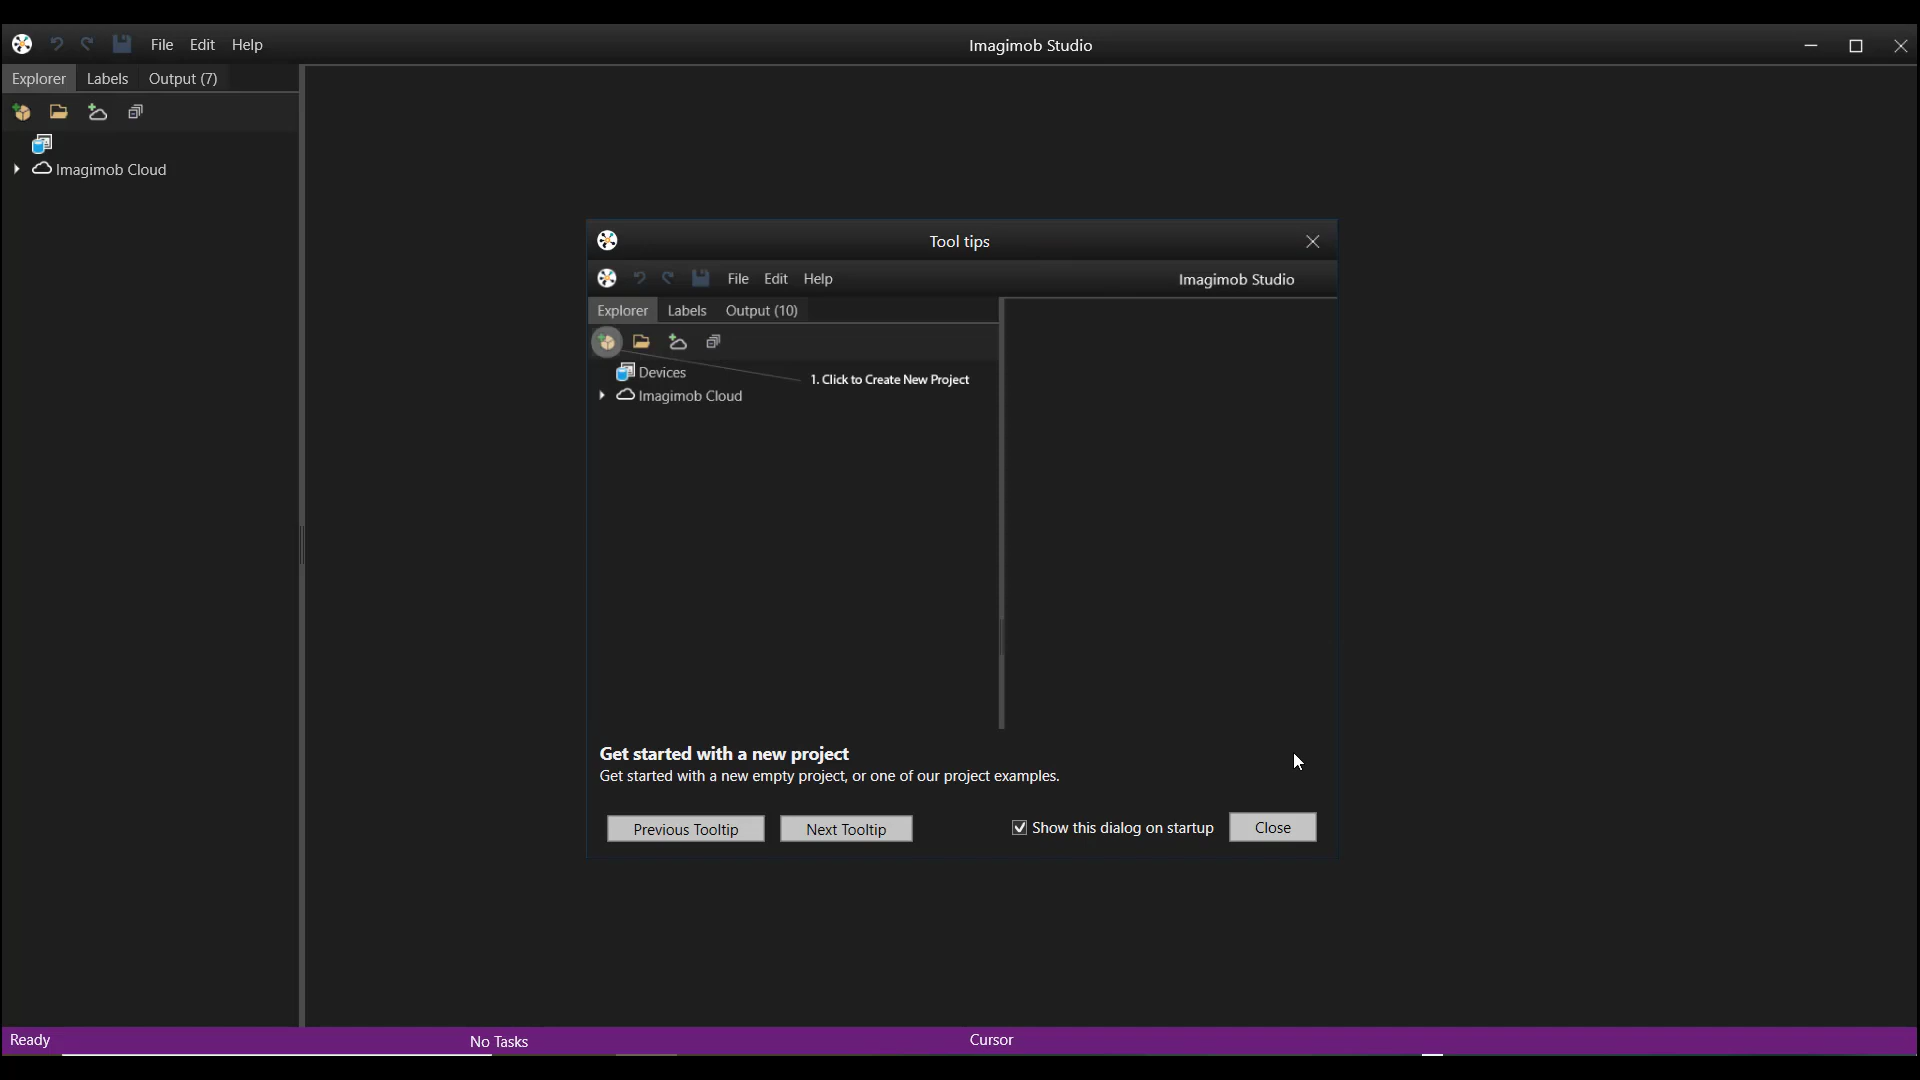 File Edit Help
Imagimob Studio
Explorer Labels Output (7)
Imagimob Cloud
Tool tips
File Edit Help
Imagimob Studio
Explorer Labels Output (10)
Devices
1. Click to Create New Project
Imagimob Cloud
Get started with a new project
Get started with a new empty project, or one of our project examples.
Previous Tooltip Next Tooltip Show this dialog on startup Close
Ready No Tasks Cursor